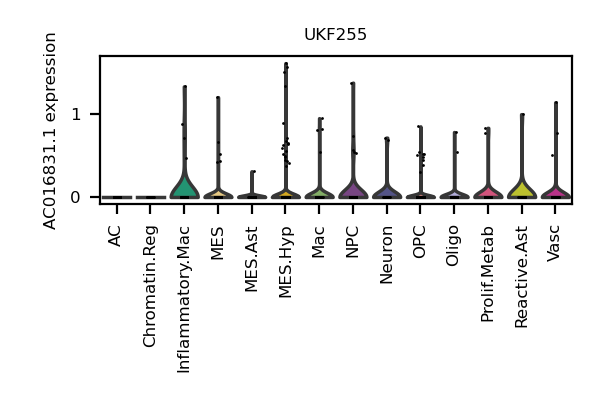 UKF255
AC016831.1 expression
1
0
AC
Chromatin.Reg
Inflammatory.Mac
MES
MES.Ast
MES.Hyp
Mac
NPC
Neuron
OPC
Oligo
Prolif.Metab
Reactive.Ast
Vasc